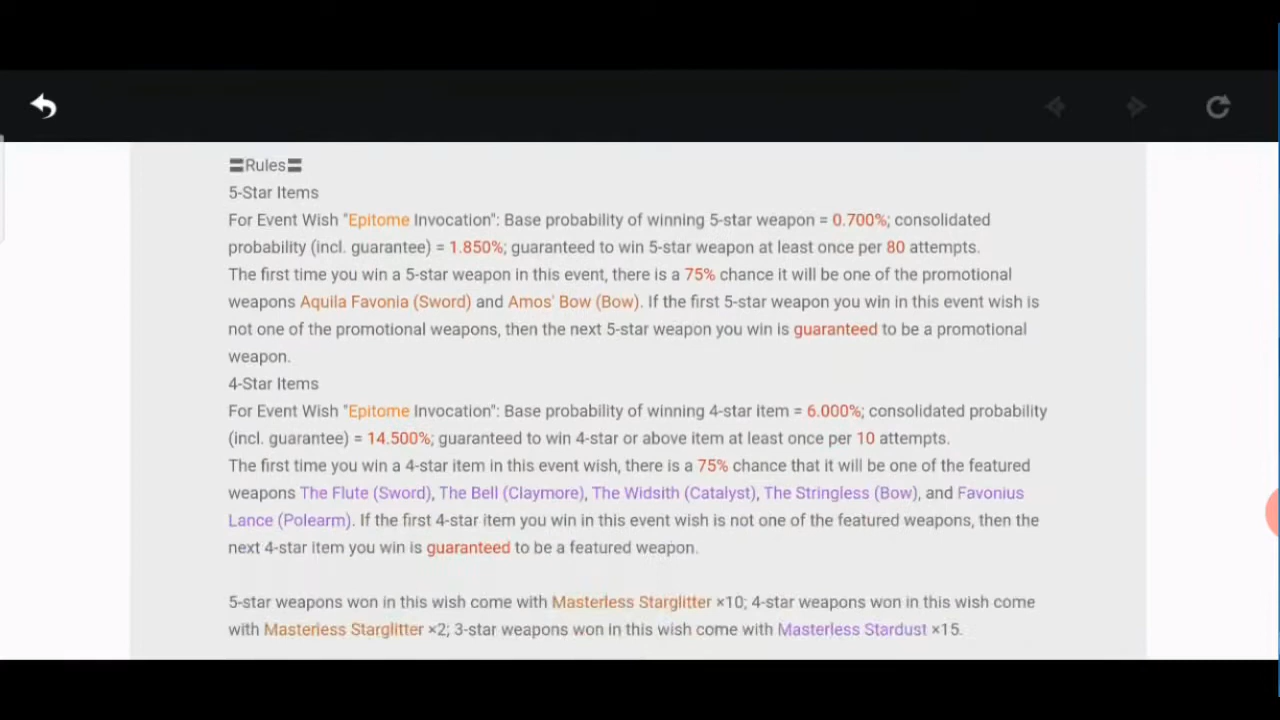 〓Rules〓
5-Star Items
For Event Wish "Epitome Invocation": Base probability of winning 5-star weapon = 0.700%; consolidated
probability (incl. guarantee) = 1.850%; guaranteed to win 5-star weapon at least once per 80 attempts.
The first time you win a 5-star weapon in this event, there is a 75% chance it will be one of the promotional
weapons Aquila Favonia (Sword) and Amos' Bow (Bow). If the first 5-star weapon you win in this event wish is
not one of the promotional weapons, then the next 5-star weapon you win is guaranteed to be a promotional
weapon.
4-Star Items
For Event Wish "Epitome Invocation": Base probability of winning 4-star item = 6.000%; consolidated probability
(incl. guarantee) = 14.500%; guaranteed to win 4-star or above item at least once per 10 attempts.
The first time you win a 4-star item in this event wish, there is a 75% chance that it will be one of the featured
weapons The Flute (Sword), The Bell (Claymore), The Widsith (Catalyst), The Stringless (Bow), and Favonius
Lance (Polearm). If the first 4-star item you win in this event wish is not one of the featured weapons, then the
next 4-star item you win is guaranteed to be a featured weapon.
5-star weapons won in this wish come with Masterless Starglitter ×10; 4-star weapons won in this wish come
with Masterless Starglitter ×2; 3-star weapons won in this wish come with Masterless Stardust ×15.